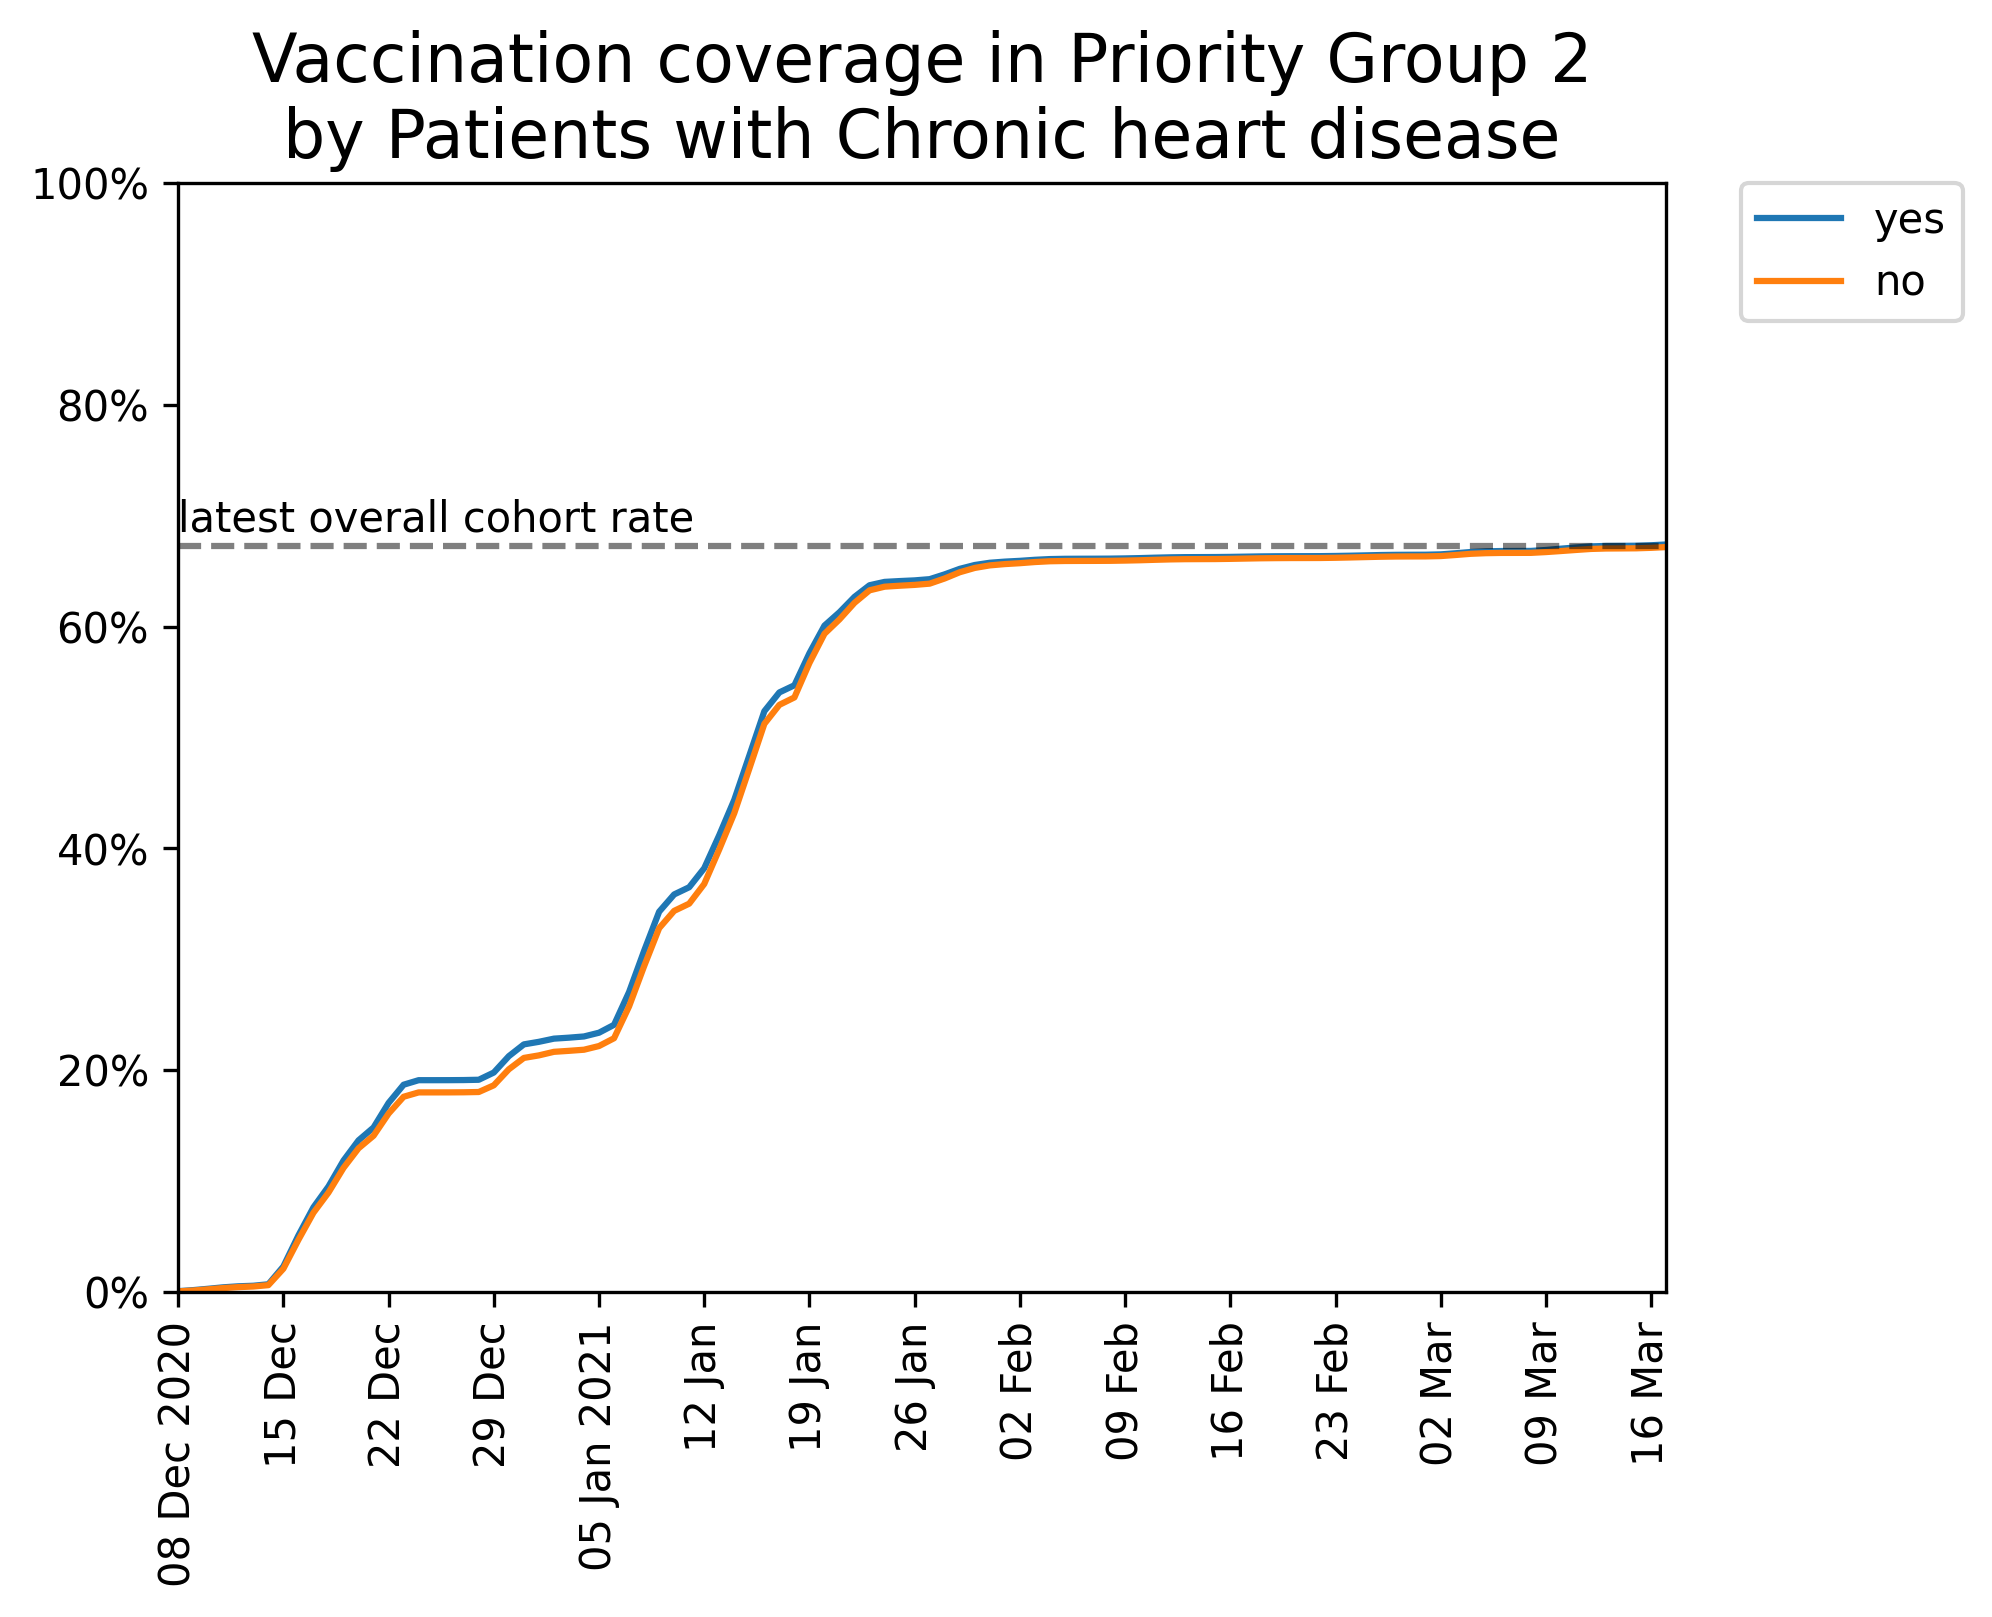 Vaccination coverage in Priority Group 2
by Patients with Chronic heart disease
100%
80%
60%
40%
20%
0%
latest overall cohort rate
yes
no
08 Dec 2020
15 Dec
22 Dec
29 Dec
05 Jan 2021
12 Jan
19 Jan
26 Jan
02 Feb
09 Feb
16 Feb
23 Feb
02 Mar
09 Mar
16 Mar